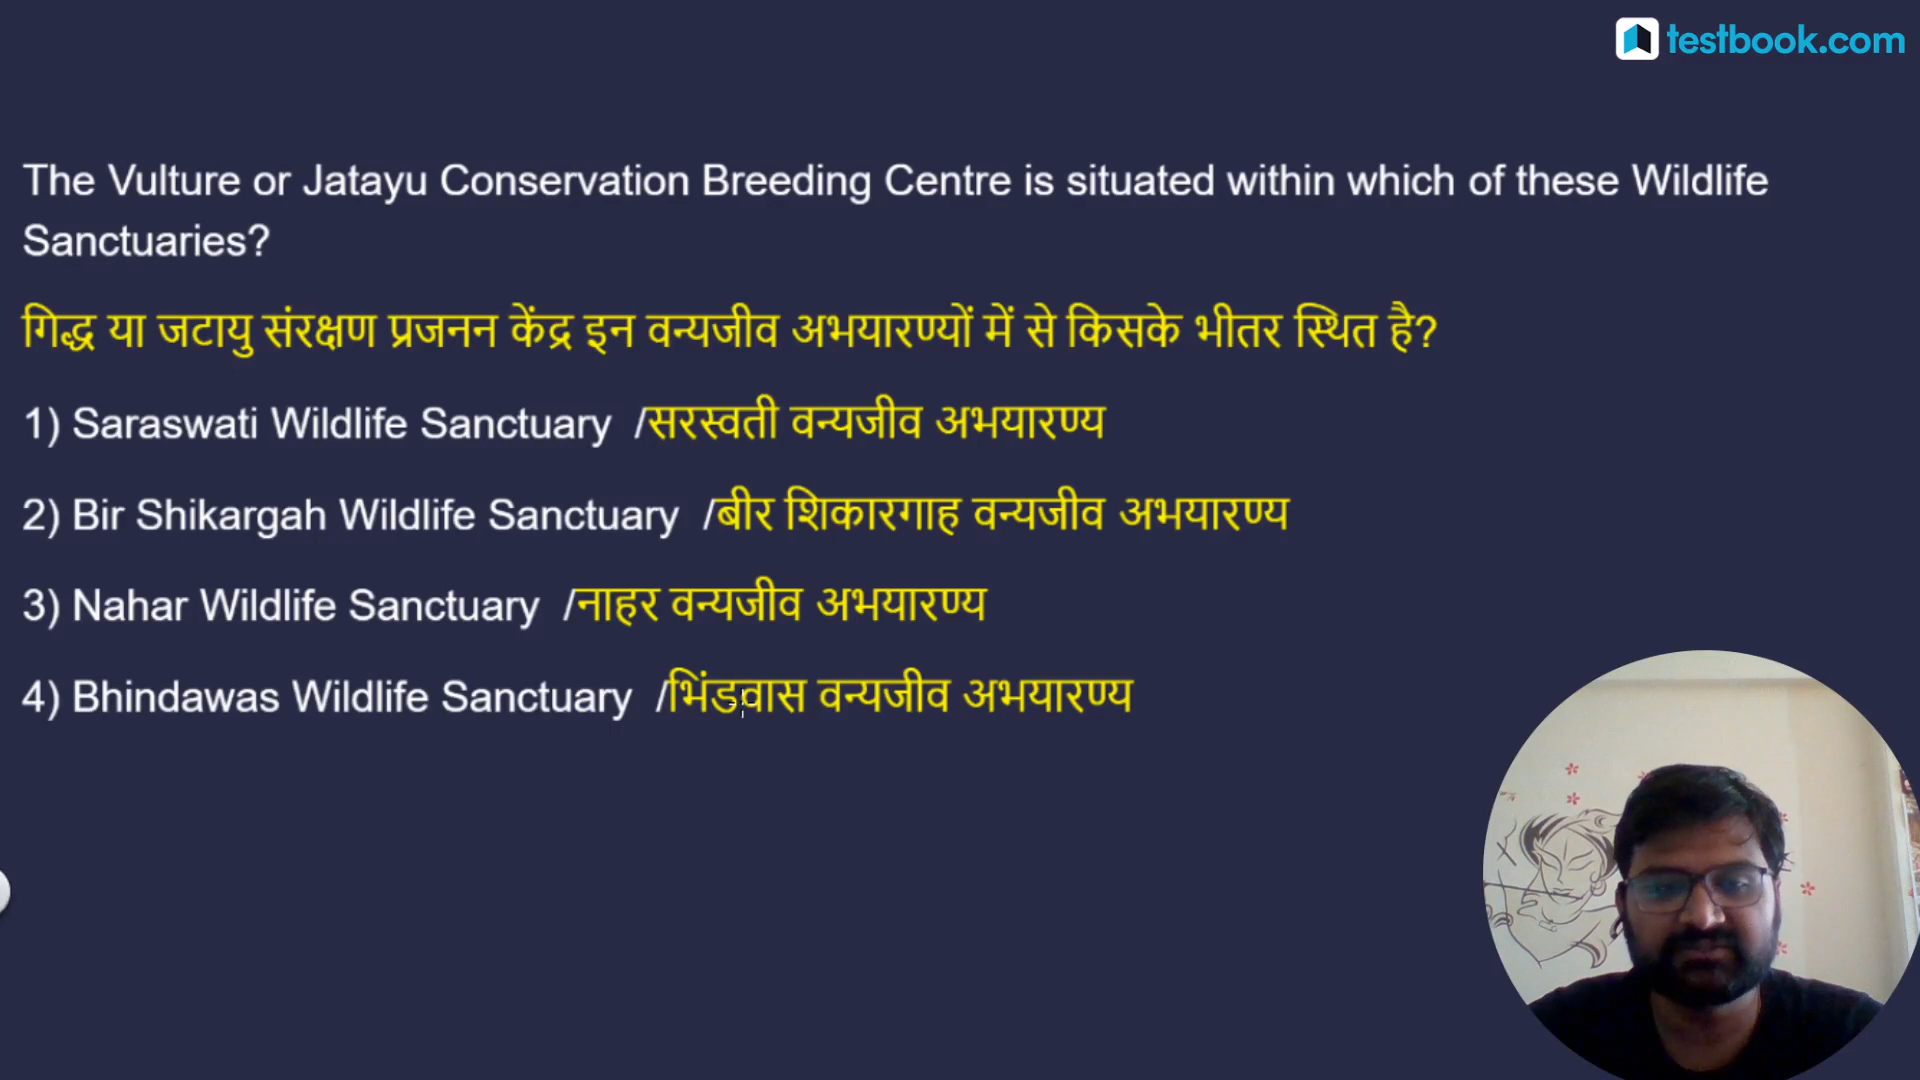 testbook.com
The Vulture or Jatayu Conservation Breeding Centre is situated within which of these Wildlife
Sanctuaries?
गिद्ध या जटायु संरक्षण प्रजनन केंद्र इन वन्यजीव अभयारण्यों में से किसके भीतर स्थित है?
1) Saraswati Wildlife Sanctuary /सरस्वती वन्यजीव अभयारण्य
2) Bir Shikargah Wildlife Sanctuary /बीर शिकारगाह वन्यजीव अभयारण्य
3) Nahar Wildlife Sanctuary /नाहर वन्यजीव अभयारण्य
4) Bhindawas Wildlife Sanctuary /भिंडवास वन्यजीव अभयारण्य